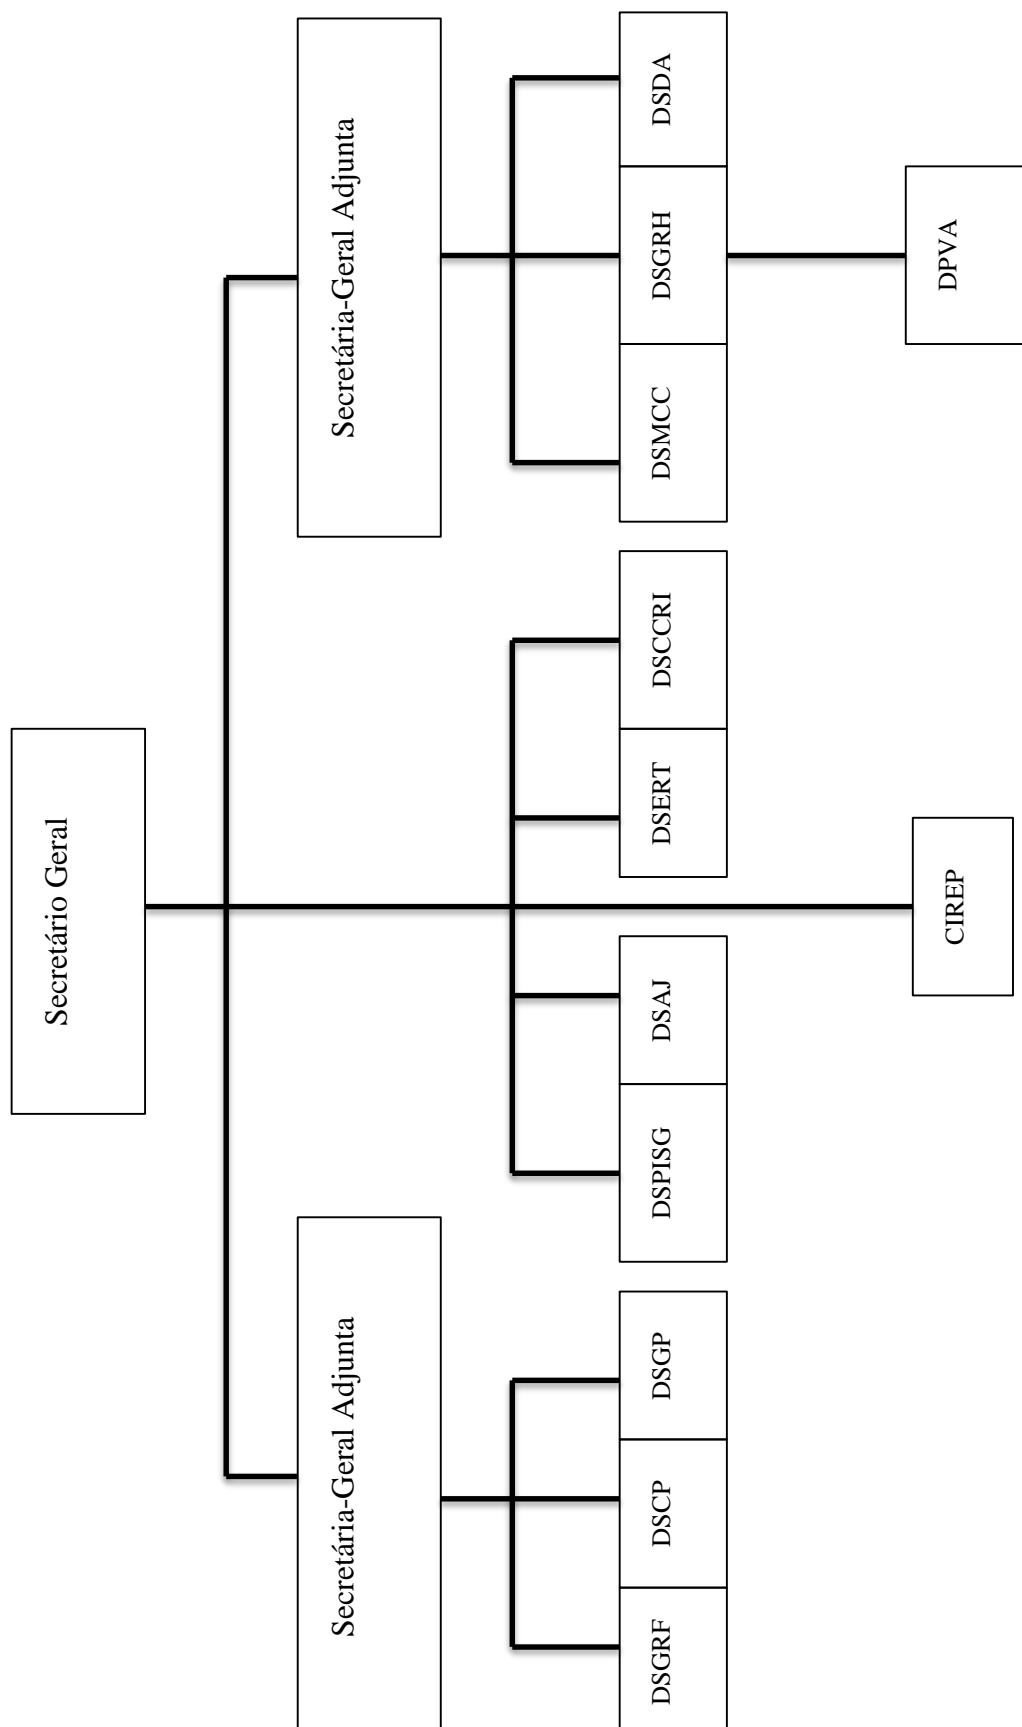 Secretário Geral
Secretária-Geral Adjunta
Secretária-Geral Adjunta
DSGRF
DSCP
DSGP
DSPISG
DSAJ
DSERT
DSCCRI
DSMCC
DSGRH
DSDA
CIREP
DPVA